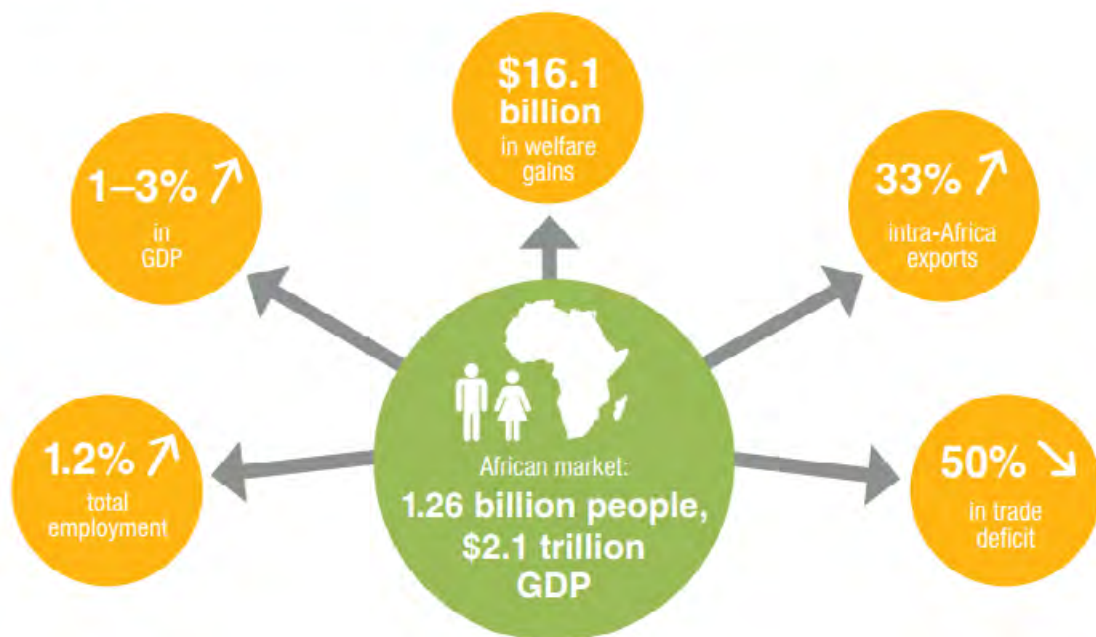 $16.1
billion
in welfare
gains
1–3%
in
GDP
33%
intra-Africa
exports
1.2%
total
employment
African market:
1.26 billion people,
$2.1 trillion
GDP
50%
in trade
deficit